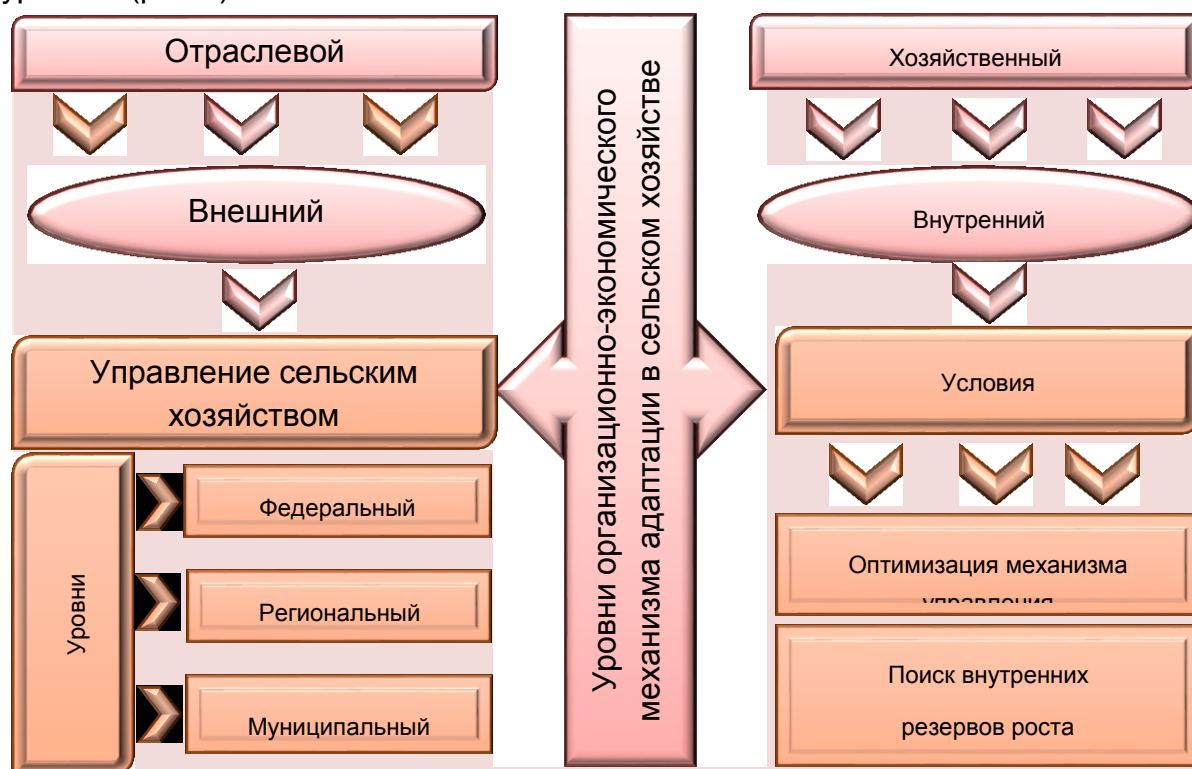 Отраслевой
Внешний
Управление сельским
хозяйством
Уровни
Федеральный
Региональный
Муниципальный
Уровни организационно-экономического
механизма адаптации в сельском хозяйстве
Хозяйственный
Внутренний
Условия
Оптимизация механизма
управления
Поиск внутренних
резервов роста